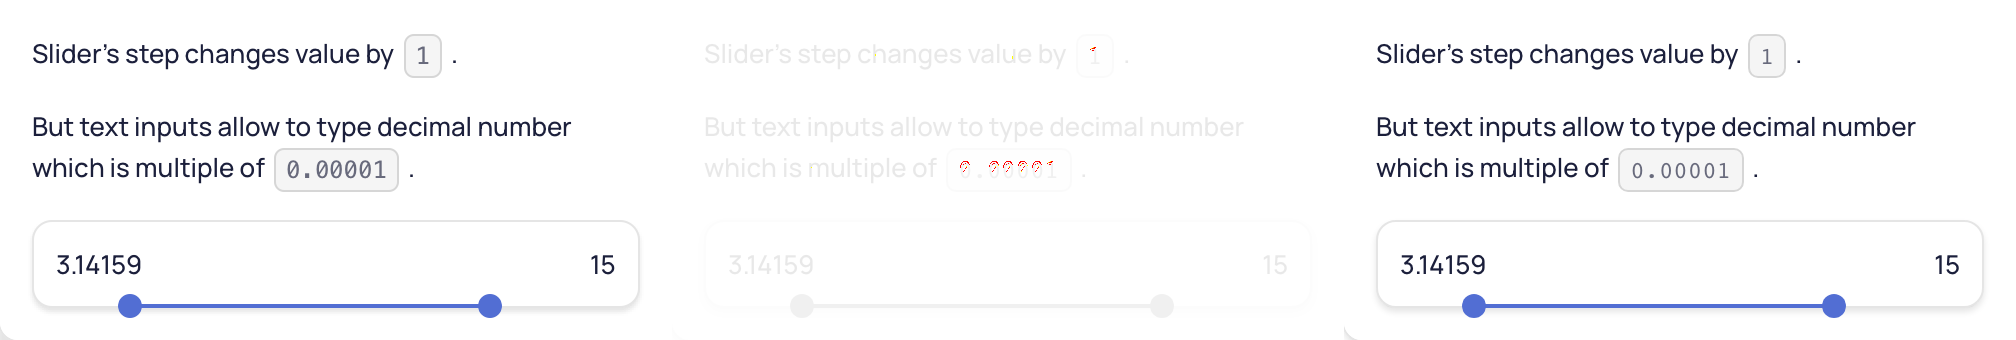 Slider's step changes value by 1 .
But text inputs allow to type decimal number
which is multiple of 0.00001 .
3.14159 15
Slider's step changes value by 1 .
But text inputs allow to type decimal number
which is multiple of 0.00001 .
3.14159 15
Slider's step changes value by 1 .
But text inputs allow to type decimal number
which is multiple of 0.00001 .
3.14159 15